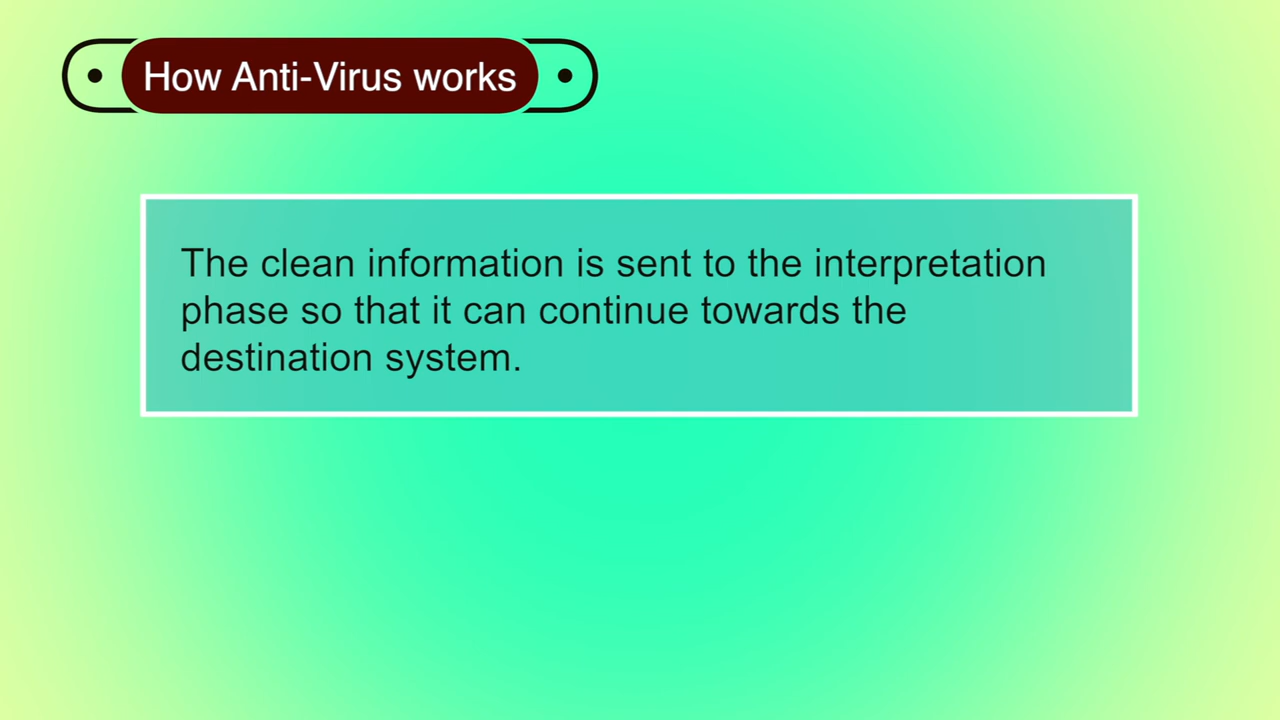 How Anti-Virus works
The clean information is sent to the interpretation
phase so that it can continue towards the
destination system.